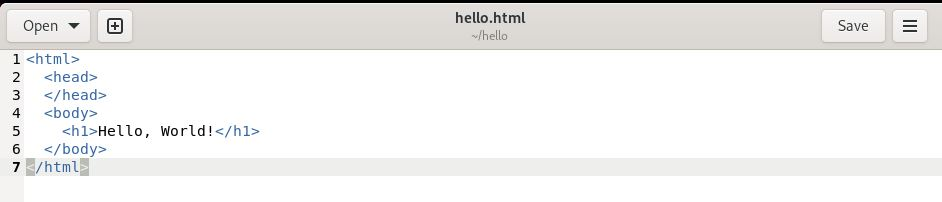 Open
hello.html
~/hello
Save
1 <html>
2   <head>
3   </head>
4   <body>
5     <h1>Hello, World!</h1>
6   </body>
7 </html>